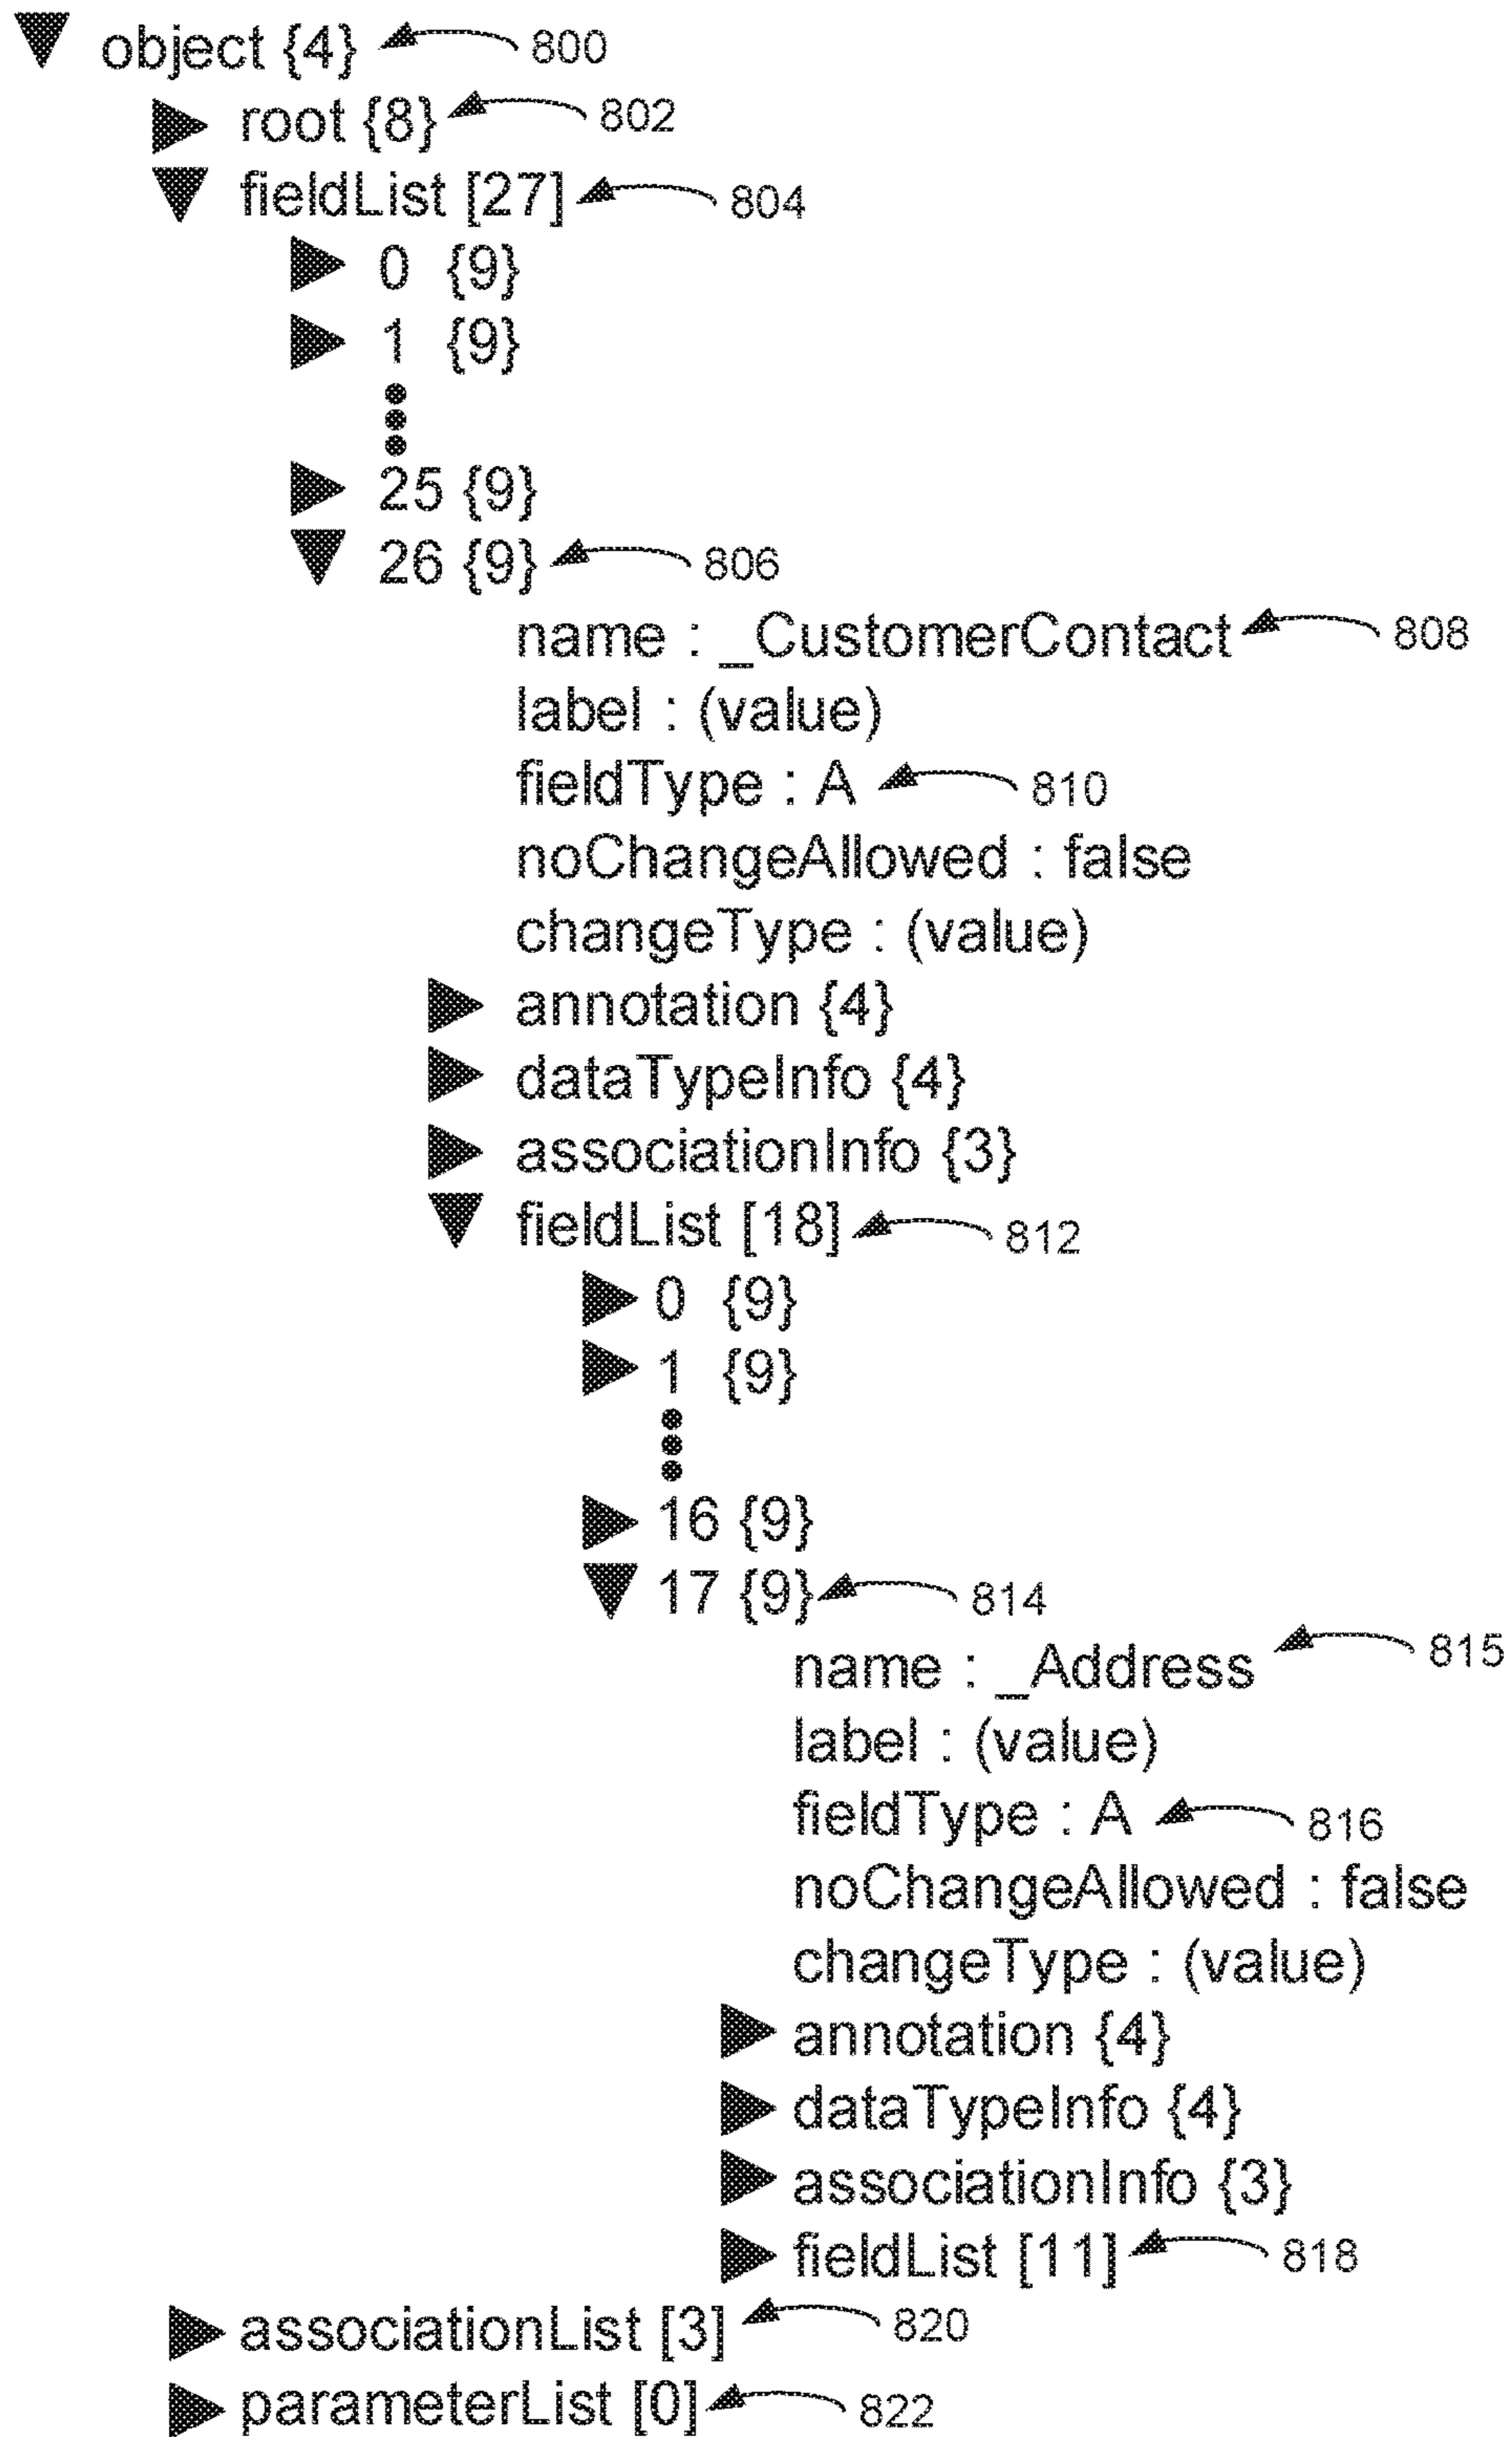 object {4} 800
root {8} 802
fieldList [27] 804
0 {9}
1 {9}
25 {9}
26 {9} 806
name : _CustomerContact 808
label : (value)
fieldType : A 810
noChangeAllowed : false
changeType : (value)
annotation {4}
dataTypeInfo {4}
associationInfo {3}
fieldList [18] 812
0 {9}
1 {9}
16 {9}
17 {9} 814
name : _Address 815
label : (value)
fieldType : A 816
noChangeAllowed : false
changeType : (value)
annotation {4}
dataTypeInfo {4}
associationInfo {3}
fieldList [11] 818
associationList [3] 820
parameterList [0] 822